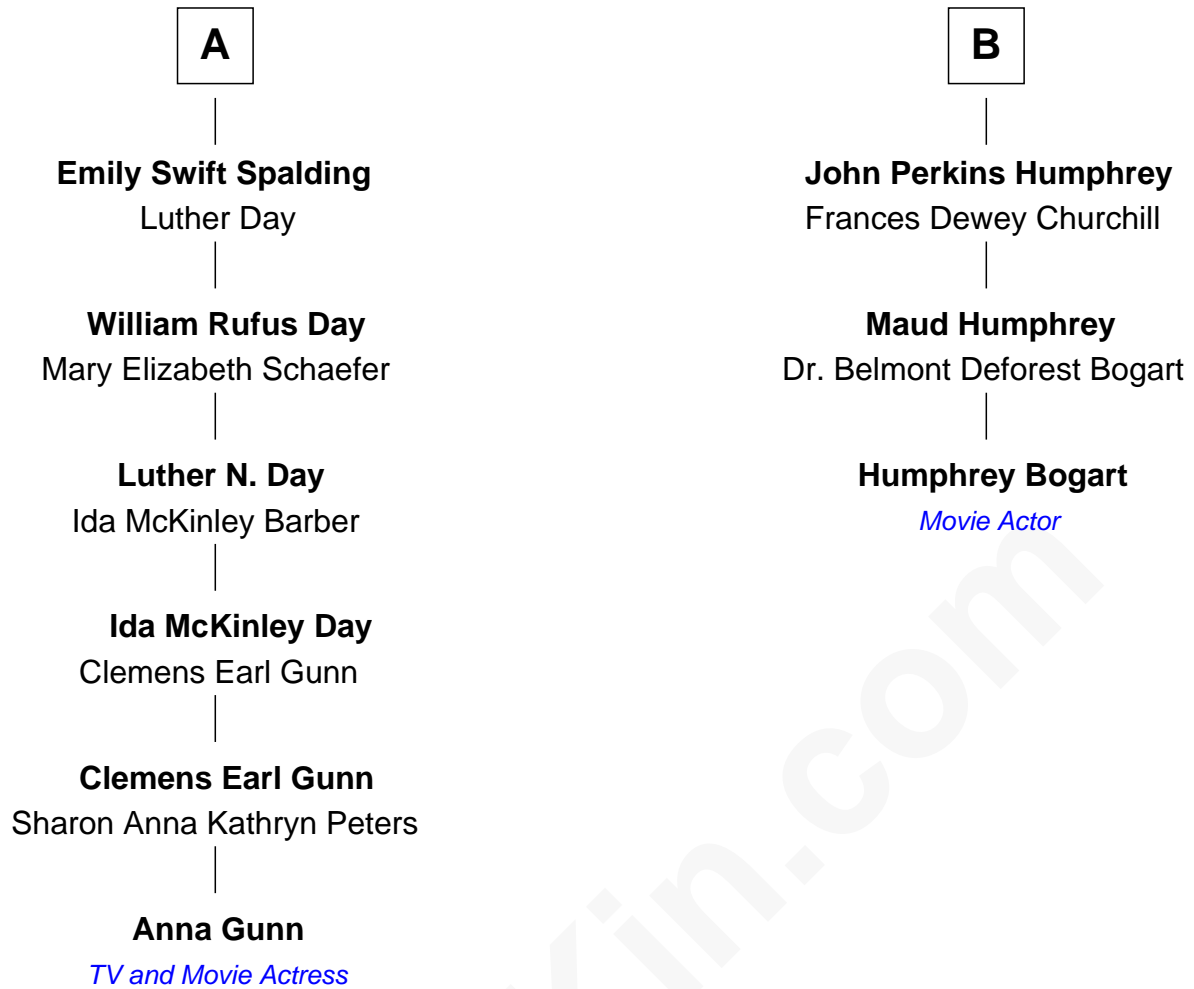 A
Emily Swift Spalding
Luther Day
William Rufus Day
Mary Elizabeth Schaefer
Luther N. Day
Ida McKinley Barber
Ida McKinley Day
Clemens Earl Gunn
Clemens Earl Gunn
Sharon Anna Kathryn Peters
Anna Gunn
TV and Movie Actress
B
John Perkins Humphrey
Frances Dewey Churchill
Maud Humphrey
Dr. Belmont Deforest Bogart
Humphrey Bogart
Movie Actor